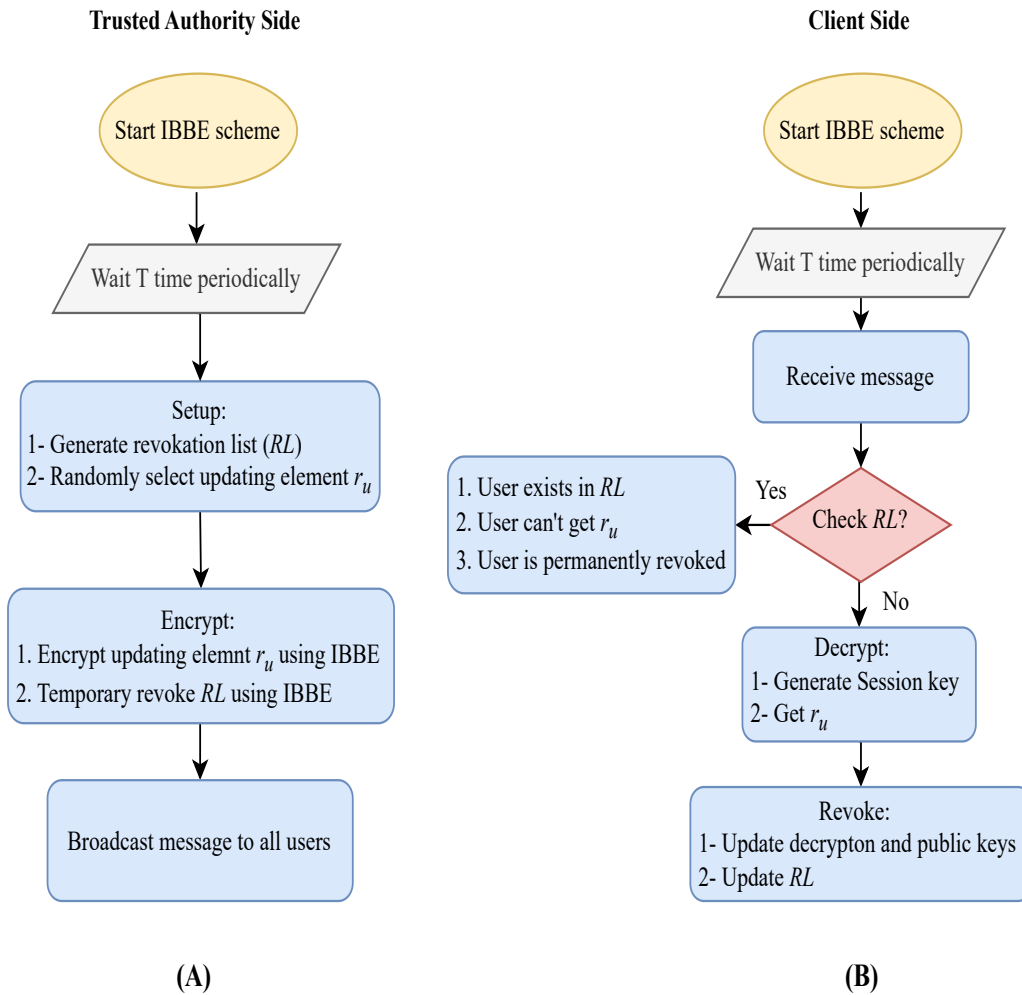 Trusted Authority Side
Start IBBE scheme
Wait T time periodically
Setup:
1- Generate revokation list (RL)
2- Randomly select updating element r_u
Encrypt:
1. Encrypt updating elemnt r_u using IBBE
2. Temporary revoke RL using IBBE
Broadcast message to all users
(A)
Client Side
Start IBBE scheme
Wait T time periodically
Receive message
Check RL?
Yes
1. User exists in RL
2. User can't get r_u
3. User is permanently revoked
No
Decrypt:
1- Generate Session key
2- Get r_u
Revoke:
1- Update decrypton and public keys
2- Update RL
(B)